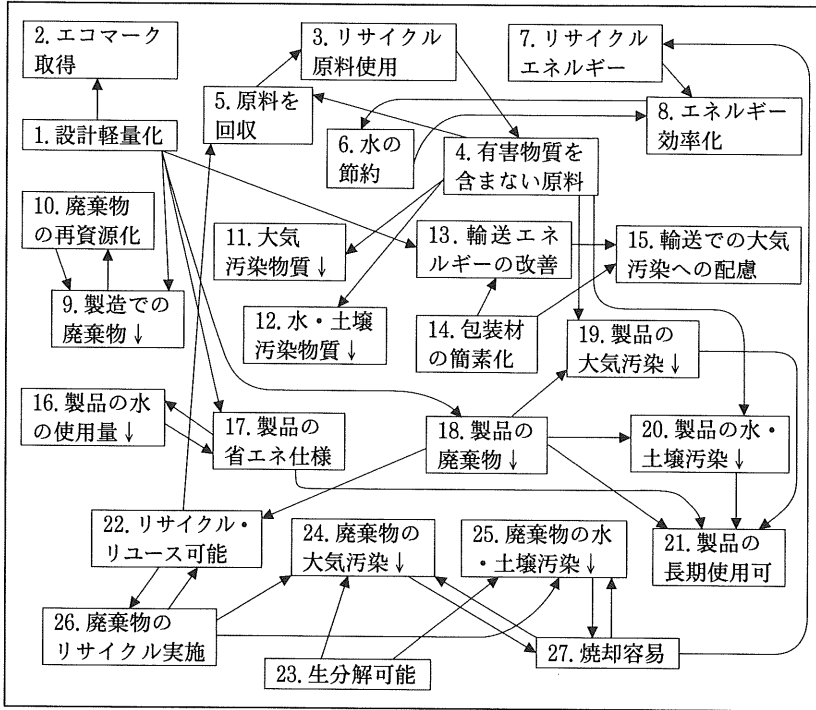 2. エコマーク
取得
3. リサイクル
原料使用
7. リサイクル
エネルギー
5. 原料を
回収
8. エネルギー
効率化
1. 設計軽量化
6. 水の
節約
4. 有害物質を
含まない原料
10. 廃棄物
の再資源化
11. 大気
汚染物質↓
13. 輸送エネ
ルギーの改善
15. 輸送での大気
汚染への配慮
9. 製造での
廃棄物↓
12. 水・土壌
汚染物質↓
14. 包装材
の簡素化
19. 製品の
大気汚染↓
16. 製品の水
の使用量↓
17. 製品の
省エネ仕様
18. 製品の
廃棄物↓
20. 製品の水・
土壌汚染↓
22. リサイクル・
リユース可能
24. 廃棄物の
大気汚染↓
25. 廃棄物の水
・土壌汚染↓
21. 製品の
長期使用可
26. 廃棄物の
リサイクル実施
23. 生分解可能
27. 焼却容易